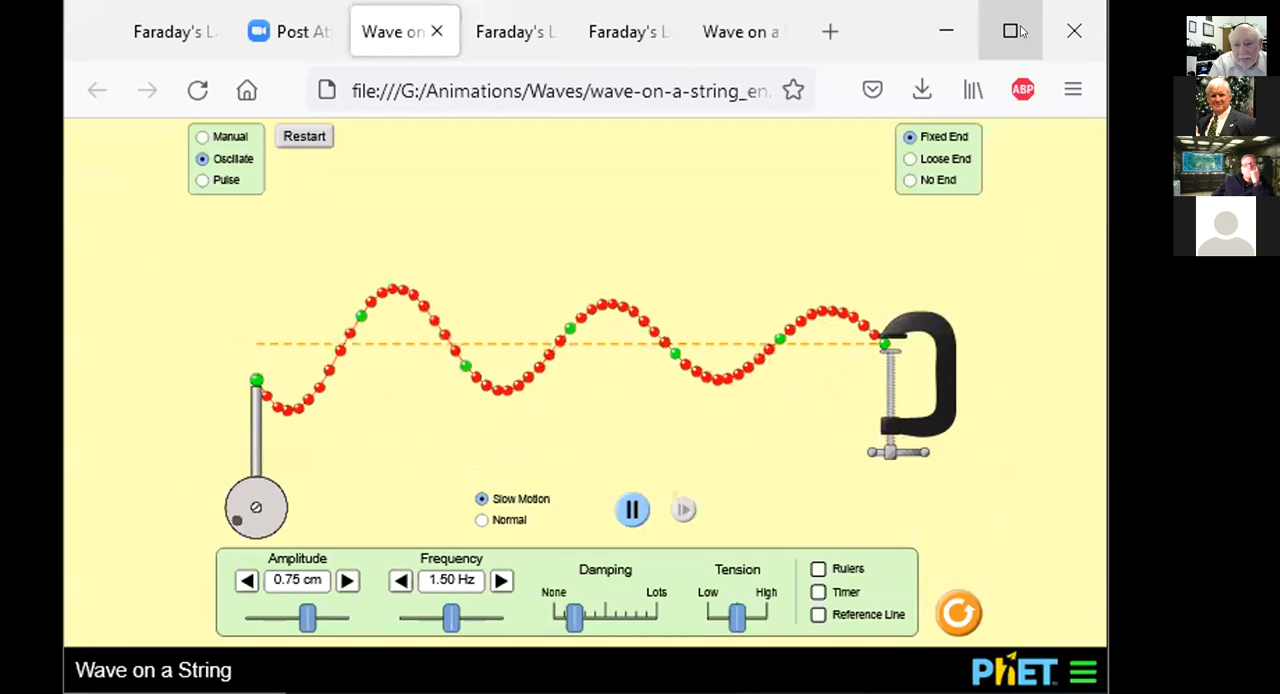 Faraday's L
Post At
Wave on
Faraday's L
Faraday's L
Wave on a
file:///G:/Animations/Waves/wave-on-a-string_en.
ABP
Manual
Oscillate
Pulse
Restart
Fixed End
Loose End
No End
Slow Motion
Normal
Amplitude
0.75 cm
Frequency
1.50 Hz
Damping
None Lots
Tension
Low High
Rulers
Timer
Reference Line
Wave on a String
PhET